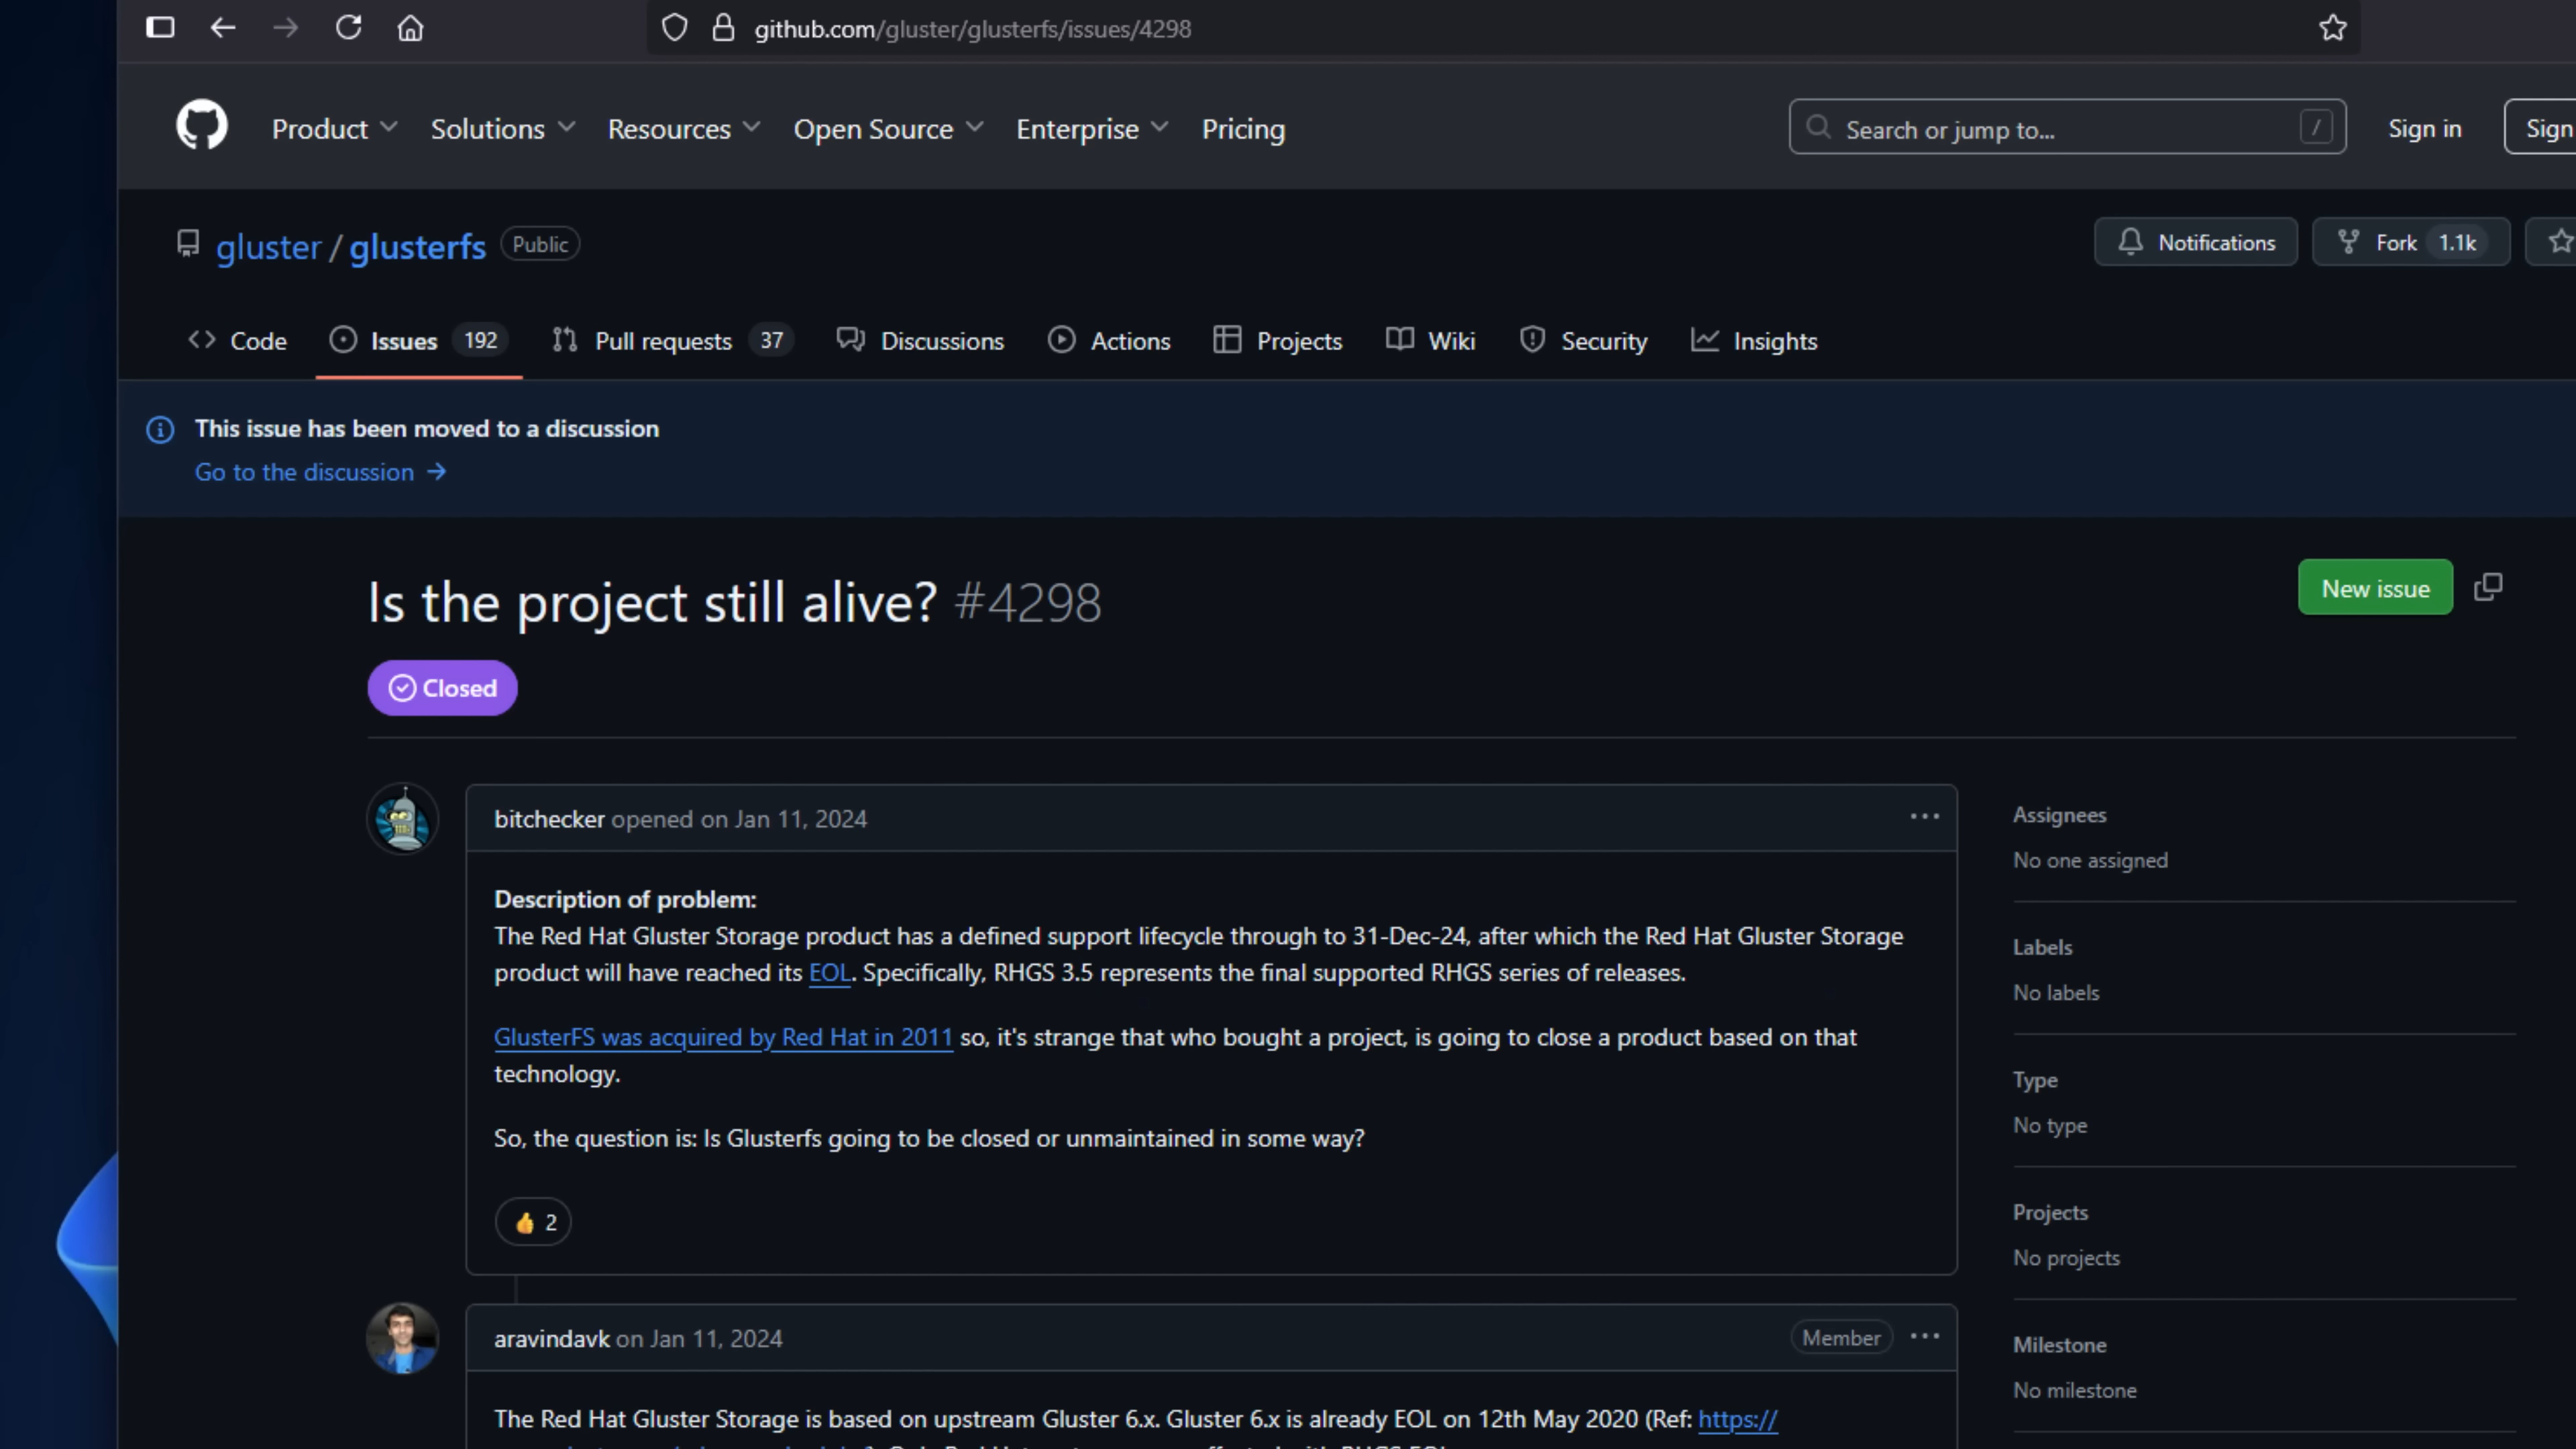 github.com/gluster/glusterfs/issues/4298
Product Solutions Resources Open Source Enterprise Pricing Search or jump to... / Sign in Sign
gluster / glusterfs Public Notifications Fork 1.1k
Code Issues 192 Pull requests 37 Discussions Actions Projects Wiki Security Insights
This issue has been moved to a discussion
Go to the discussion →
Is the project still alive? #4298
New issue
Closed
bitchecker opened on Jan 11, 2024
Description of problem:
The Red Hat Gluster Storage product has a defined support lifecycle through to 31-Dec-24, after which the Red Hat Gluster Storage
product will have reached its EOL. Specifically, RHGS 3.5 represents the final supported RHGS series of releases.
GlusterFS was acquired by Red Hat in 2011 so, it's strange that who bought a project, is going to close a product based on that
technology.
So, the question is: Is Glusterfs going to be closed or unmaintained in some way?
👍 2
aravindavk on Jan 11, 2024 Member
The Red Hat Gluster Storage is based on upstream Gluster 6.x. Gluster 6.x is already EOL on 12th May 2020 (Ref: https://
Assignees
No one assigned
Labels
No labels
Type
No type
Projects
No projects
Milestone
No milestone